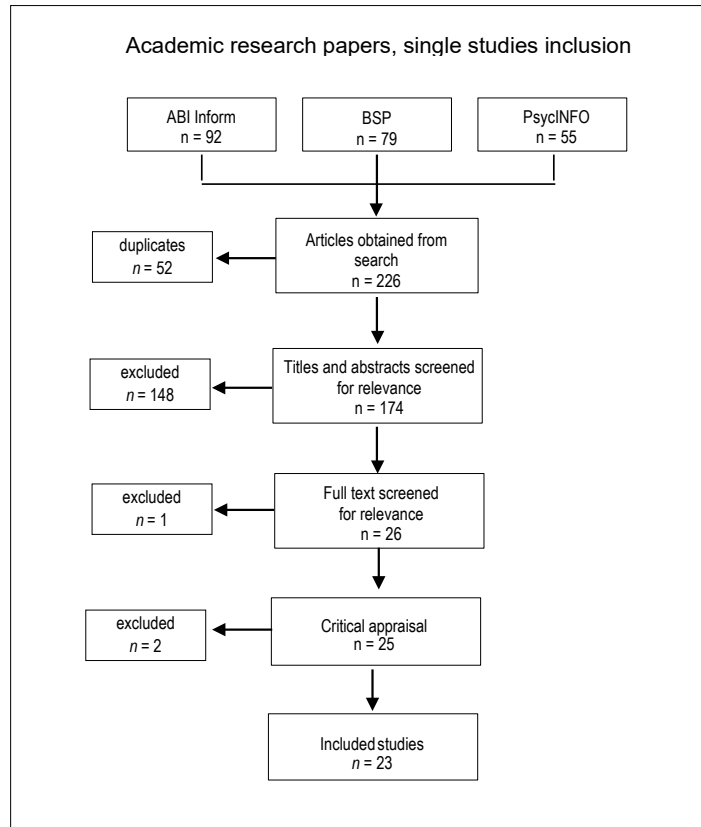 Academic research papers, single studies inclusion
ABI Inform
n = 92
BSP
n = 79
PsycINFO
n = 55
Articles obtained from
search
n = 226
duplicates
n = 52
Titles and abstracts screened
for relevance
n = 174
excluded
n = 148
Full text screened
for relevance
n = 26
excluded
n = 1
Critical appraisal
n = 25
excluded
n = 2
Included studies
n = 23